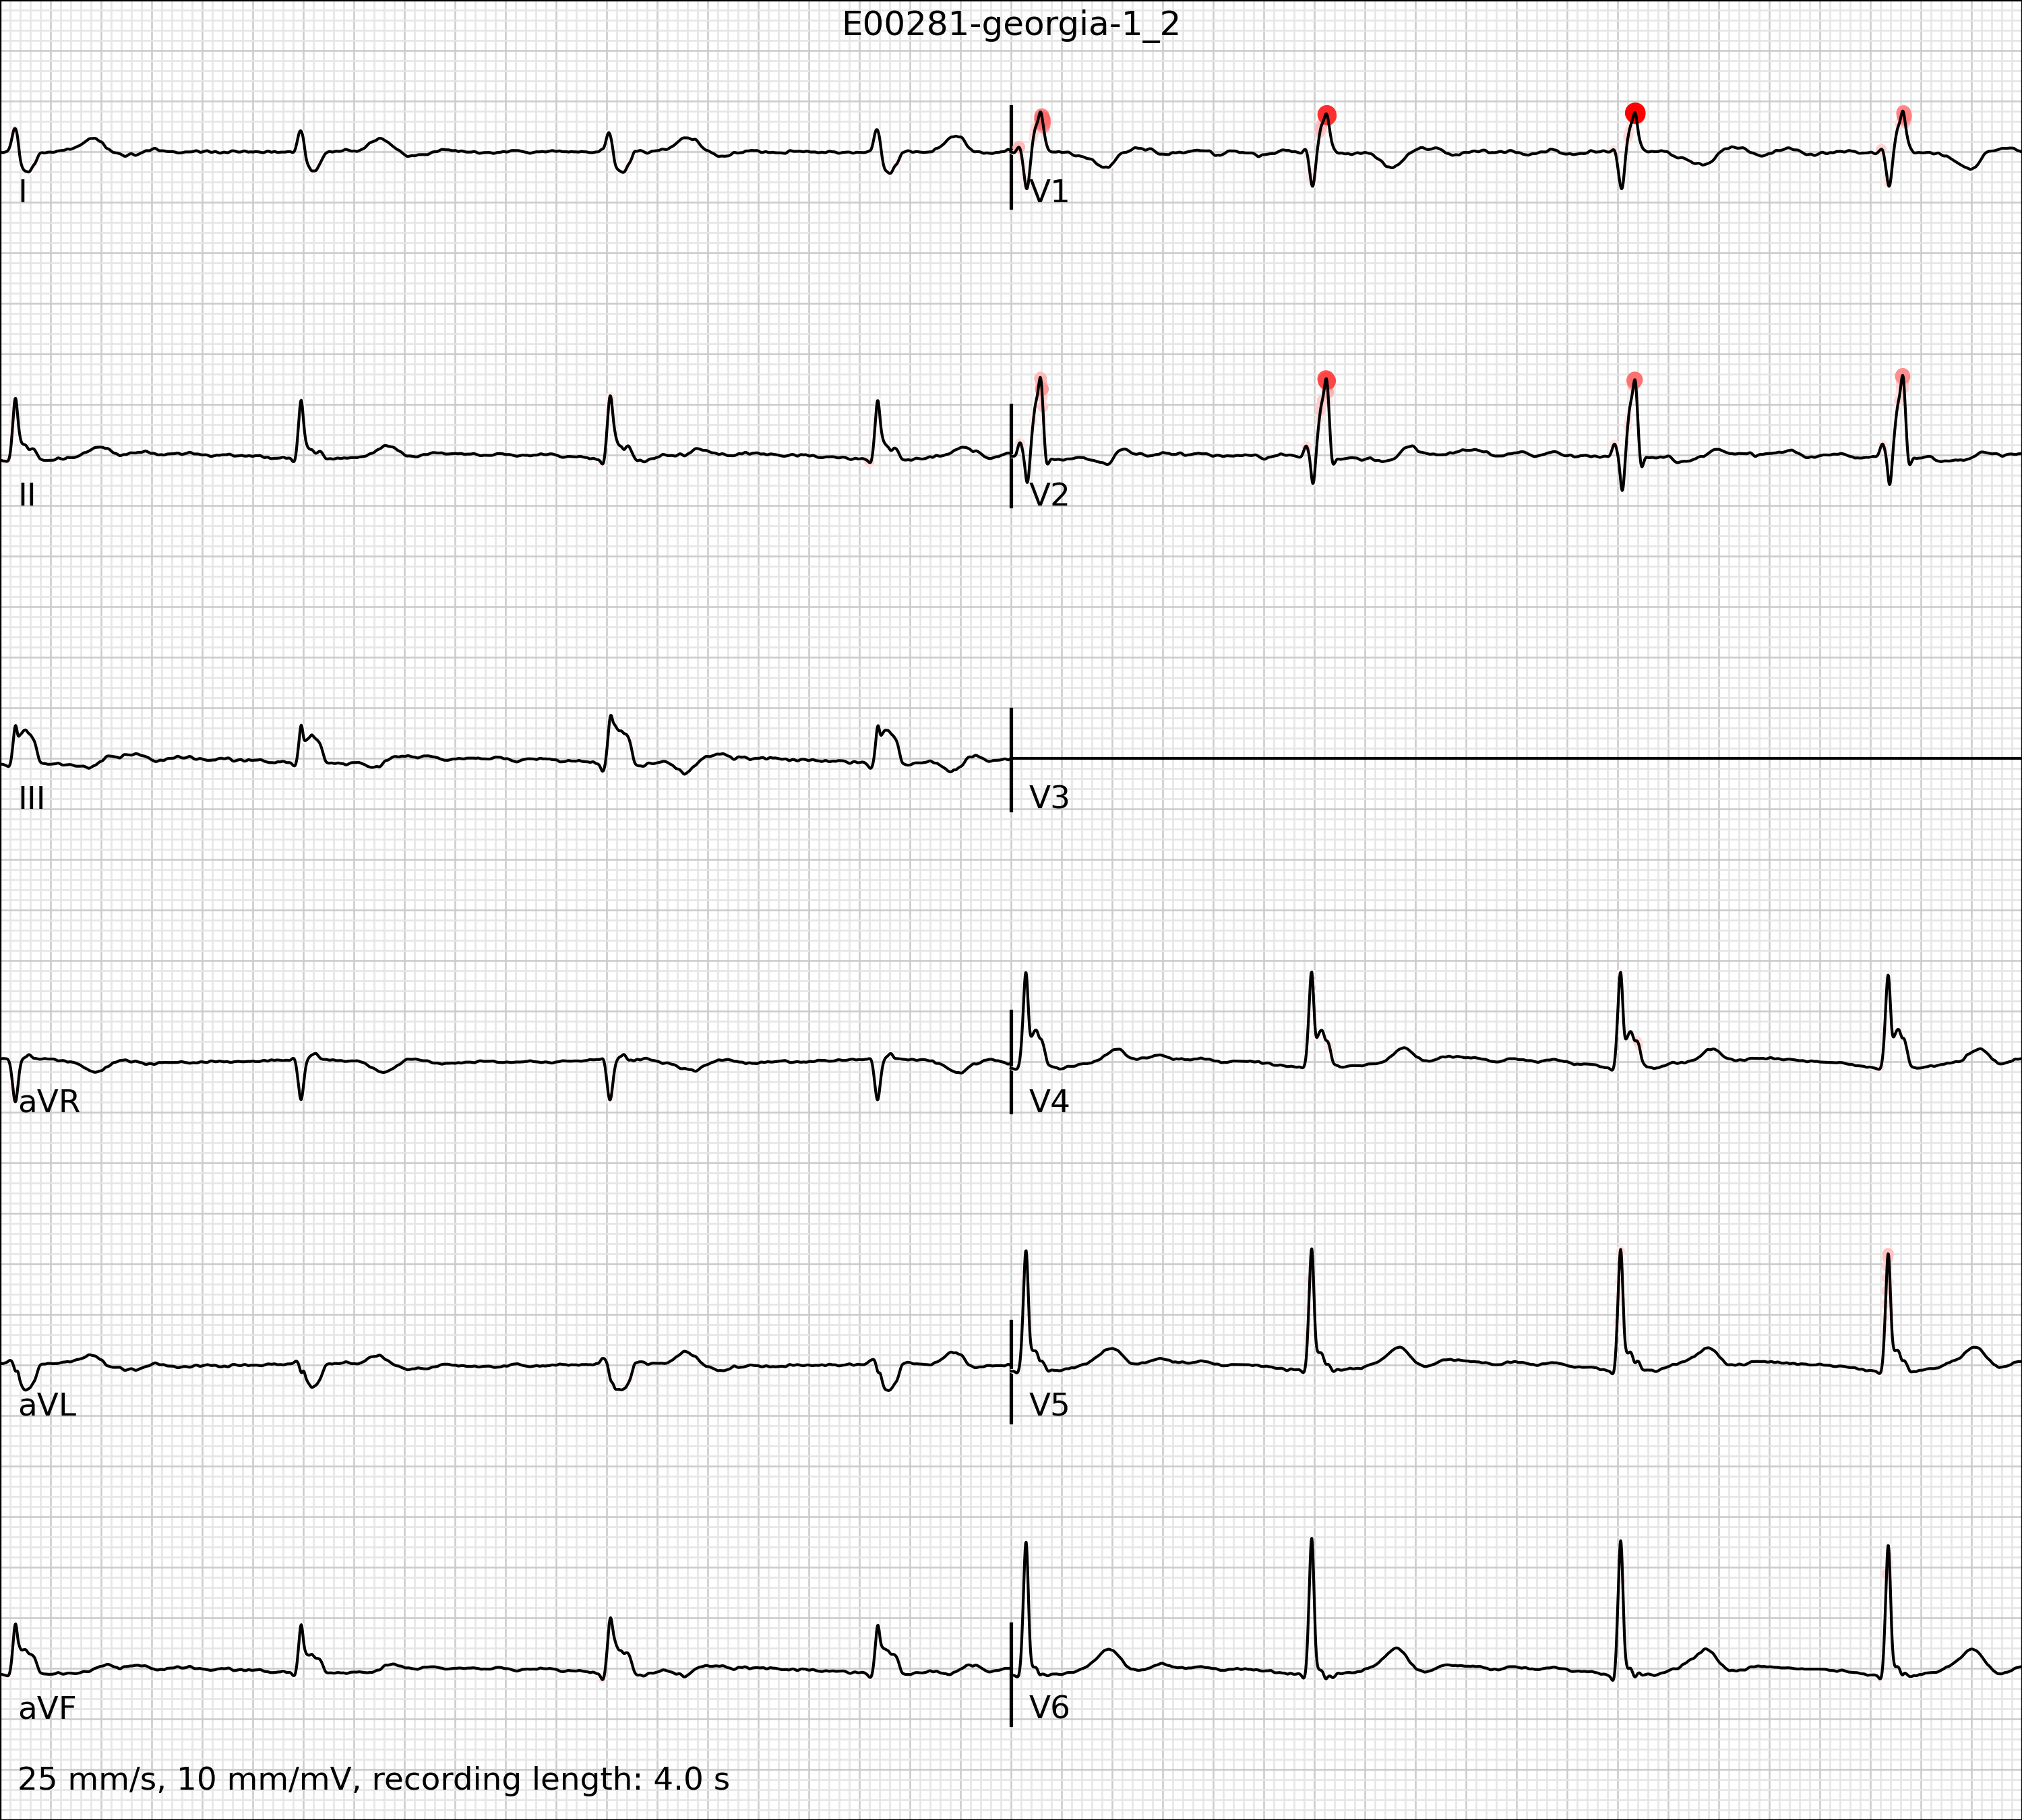 E00281-georgia-1_2
I
V1
II
V2
III
V3
aVR
V4
aVL
V5
aVF
V6
25 mm/s, 10 mm/mV, recording length: 4.0 s